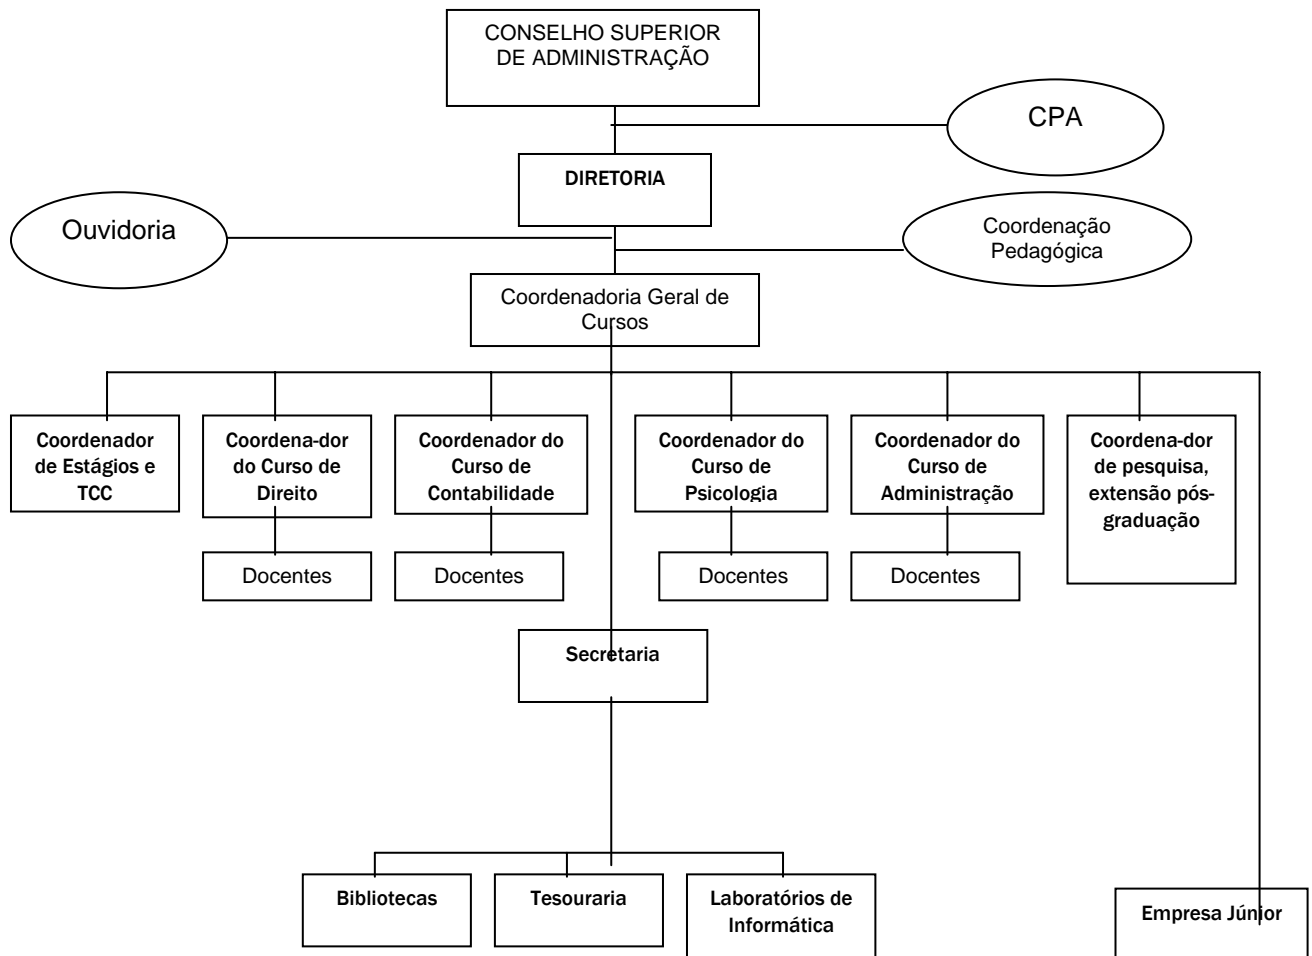 CONSELHO SUPERIOR
DE ADMINISTRAÇÃO
CPA
DIRETORIA
Ouvidoria
Coordenação
Pedagógica
Coordenadoria Geral de
Cursos
Coordenador
de Estágios e
TCC
Coordena-dor
do Curso de
Direito
Coordenador do
Curso de
Contabilidade
Coordenador do
Curso de
Psicologia
Coordenador do
Curso de
Administração
Coordena-dor
de pesquisa,
extensão pós-
graduação
Docentes
Docentes
Docentes
Docentes
Secretaria
Bibliotecas
Tesouraria
Laboratórios de
Informática
Empresa Júnior